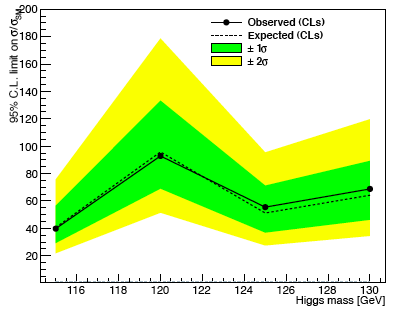 95% C.L. limit on σ/σSM
200
180
160
140
120
100
80
60
40
20
Observed (CLs)
Expected (CLs)
± 1σ
± 2σ
116 118 120 122 124 126 128 130
Higgs mass [GeV]